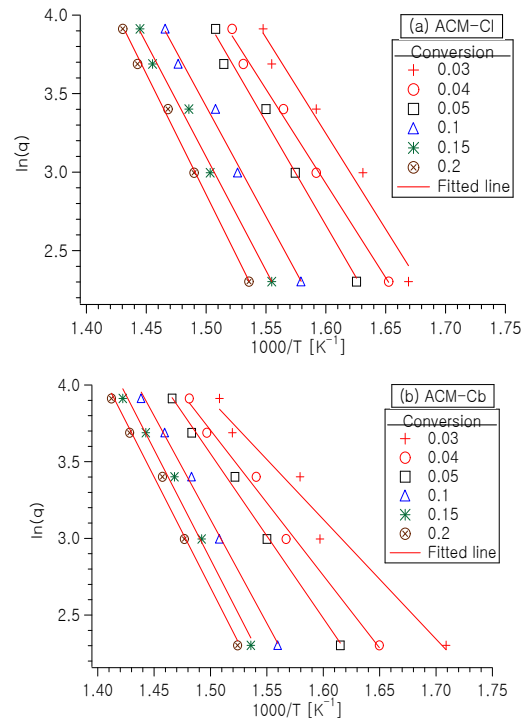 (a) ACM-Cl
Conversion
0.03
0.04
0.05
0.1
0.15
0.2
Fitted line
4.0
3.5
3.0
2.5
ln(q)
1.40 1.45 1.50 1.55 1.60 1.65 1.70 1.75
1000/T [K⁻¹]
(b) ACM-Cb
Conversion
0.03
0.04
0.05
0.1
0.15
0.2
Fitted line
4.0
3.5
3.0
2.5
ln(q)
1.40 1.45 1.50 1.55 1.60 1.65 1.70 1.75
1000/T [K⁻¹]